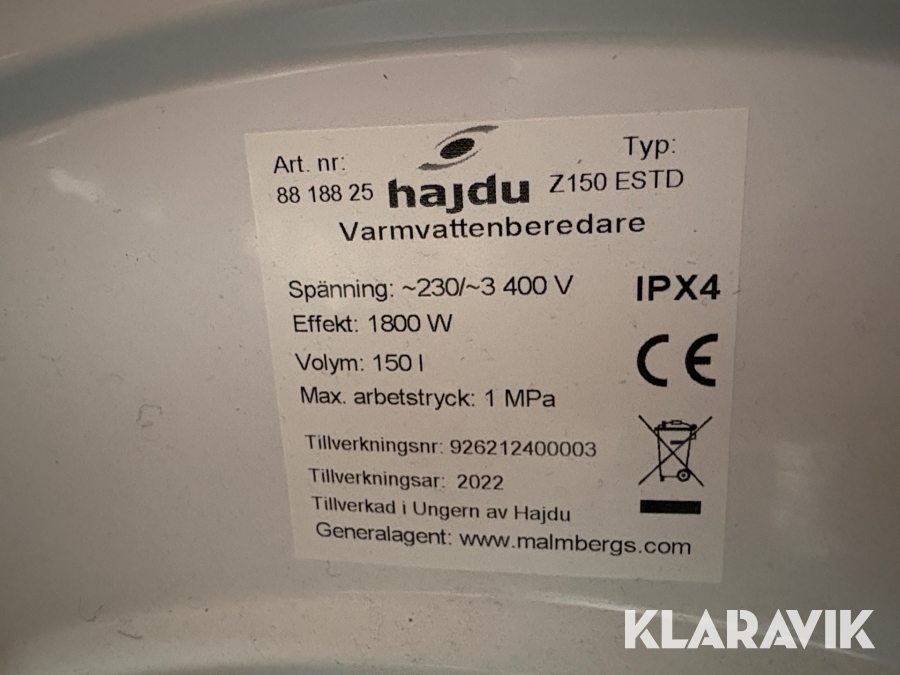 Art. nr:
88 188 25
hajdu
Typ:
Z150 ESTD
Varmvattenberedare
Spänning: ~230/~3 400 V
IPX4
Effekt: 1800 W
Volym: 150 l
CE
Max. arbetstryck: 1 MPa
Tillverkningsnr: 926212400003
Tillverkningsar: 2022
Tillverkad i Ungern av Hajdu
Generalagent: www.malmbergs.com
KLARAVIK